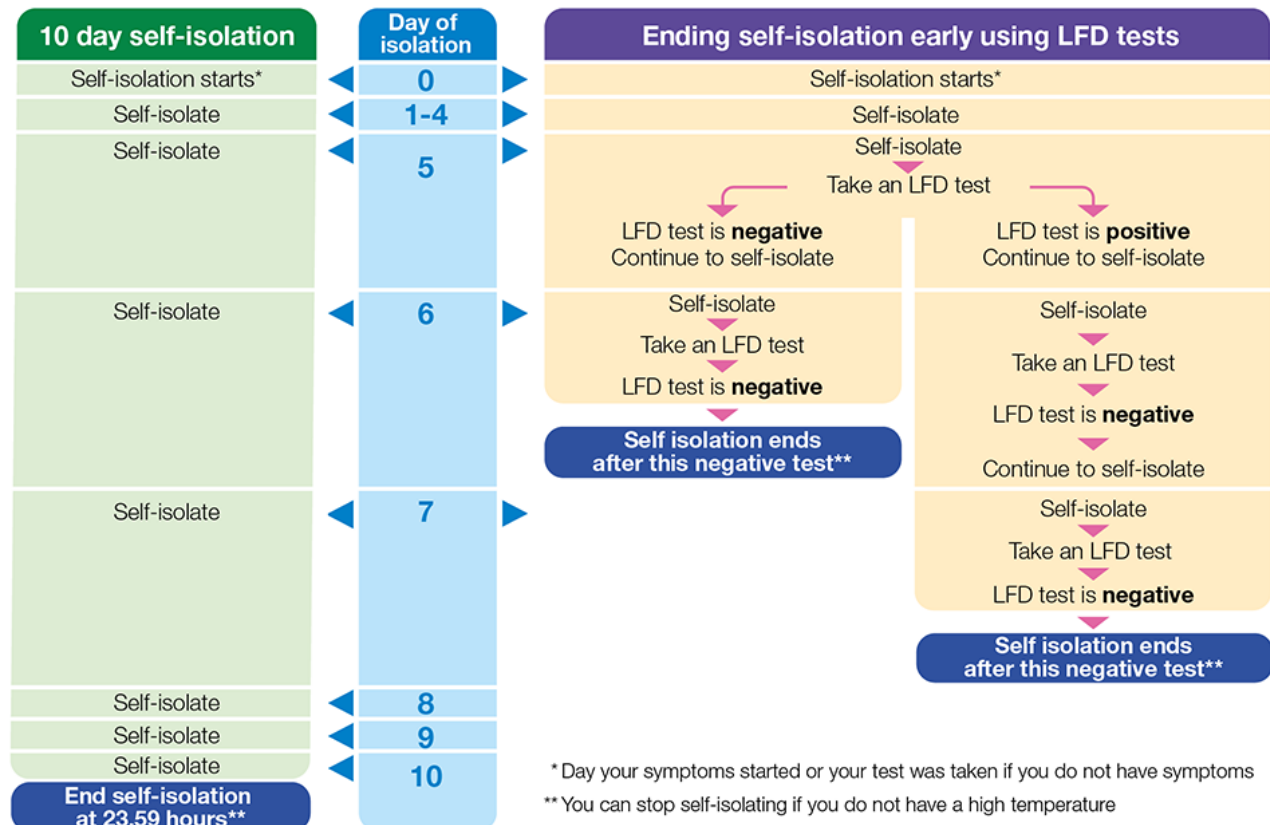 10 day self-isolation
Day of
isolation
Ending self-isolation early using LFD tests
Self-isolation starts*
0
Self-isolation starts*
Self-isolate
1-4
Self-isolate
Self-isolate
5
Self-isolate
Take an LFD test
LFD test is negative
Continue to self-isolate
LFD test is positive
Continue to self-isolate
Self-isolate
6
Self-isolate
Take an LFD test
LFD test is negative
Self isolation ends
after this negative test**
Self-isolate
Take an LFD test
LFD test is negative
Continue to self-isolate
Self-isolate
7
Self-isolate
Take an LFD test
LFD test is negative
Self isolation ends
after this negative test**
Self-isolate
8
Self-isolate
9
Self-isolate
10
End self-isolation
at 23.59 hours**
* Day your symptoms started or your test was taken if you do not have symptoms
** You can stop self-isolating if you do not have a high temperature